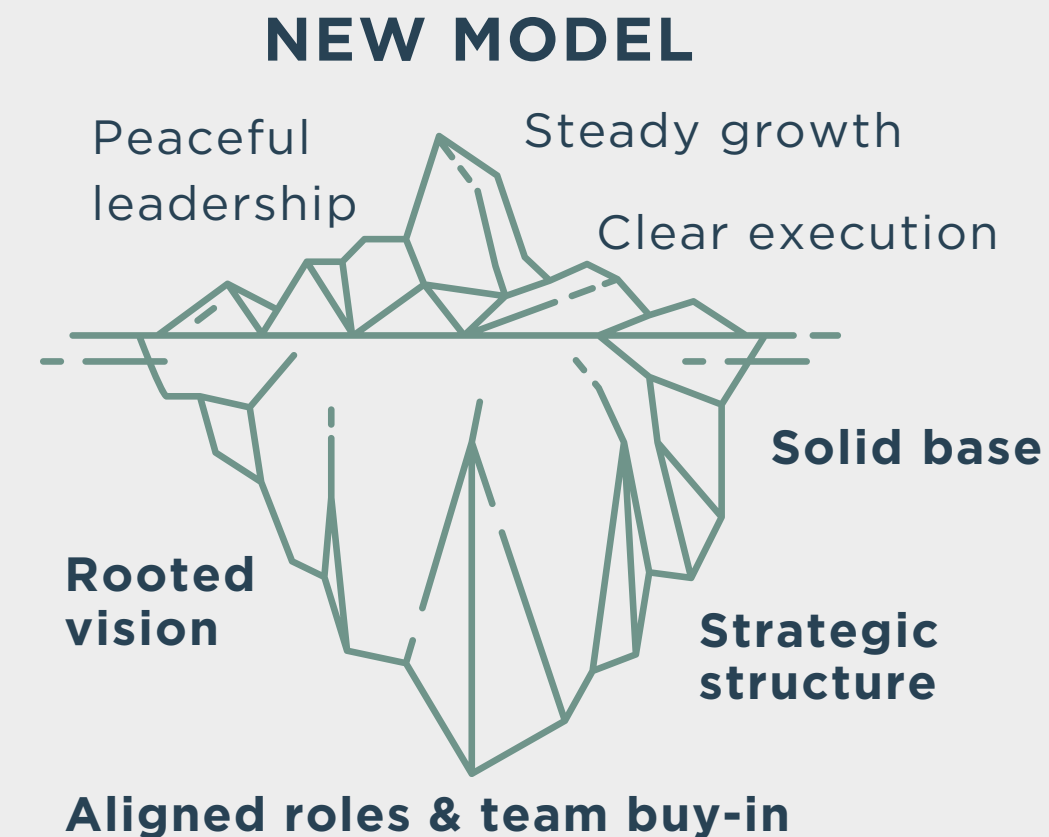 NEW MODEL
Peaceful
leadership
Steady growth
Clear execution
Solid base
Rooted
vision
Strategic
structure
Aligned roles & team buy-in